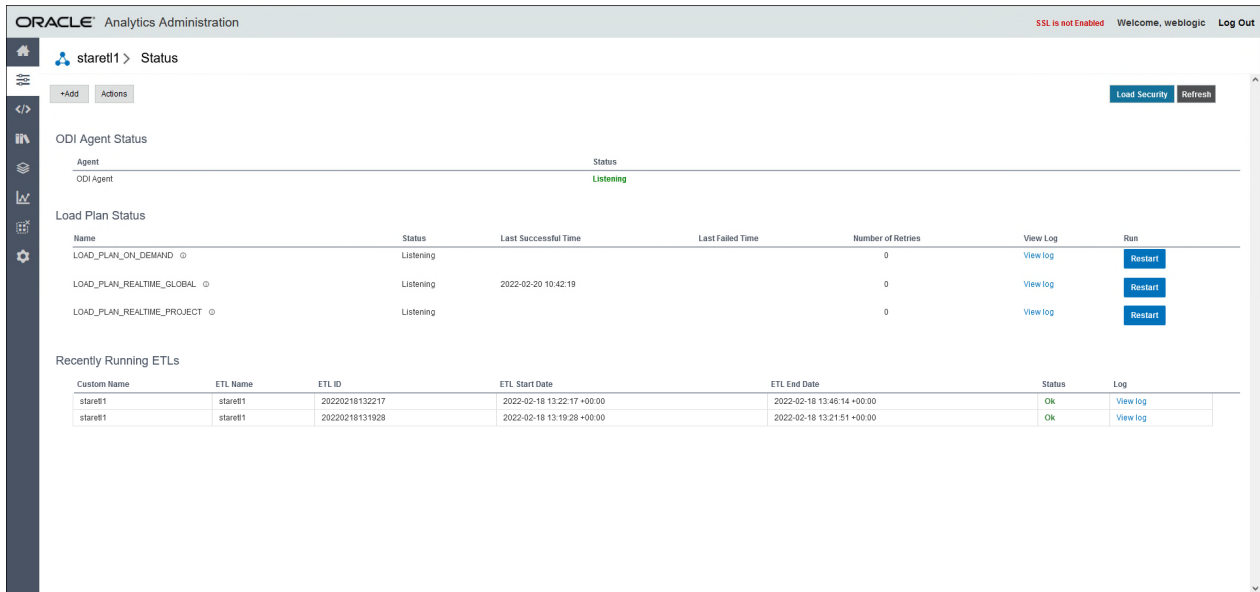 ORACLE® Analytics Administration SSL is not Enabled Welcome, weblogic Log Out
staretl1 > Status
+Add Actions Load Security Refresh
ODI Agent Status
Agent Status
ODI Agent Listening
Load Plan Status
Name Status Last Successful Time Last Failed Time Number of Retries View Log Run
LOAD_PLAN_ON_DEMAND Listening 0 View log Restart
LOAD_PLAN_REALTIME_GLOBAL Listening 2022-02-20 10:42:19 0 View log Restart
LOAD_PLAN_REALTIME_PROJECT Listening 0 View log Restart
Recently Running ETLs
Custom Name ETL Name ETL ID ETL Start Date ETL End Date Status Log
staretl1 staretl1 20220218132217 2022-02-18 13:22:17 +00:00 2022-02-18 13:46:14 +00:00 Ok View log
staretl1 staretl1 20220218131928 2022-02-18 13:19:28 +00:00 2022-02-18 13:21:51 +00:00 Ok View log